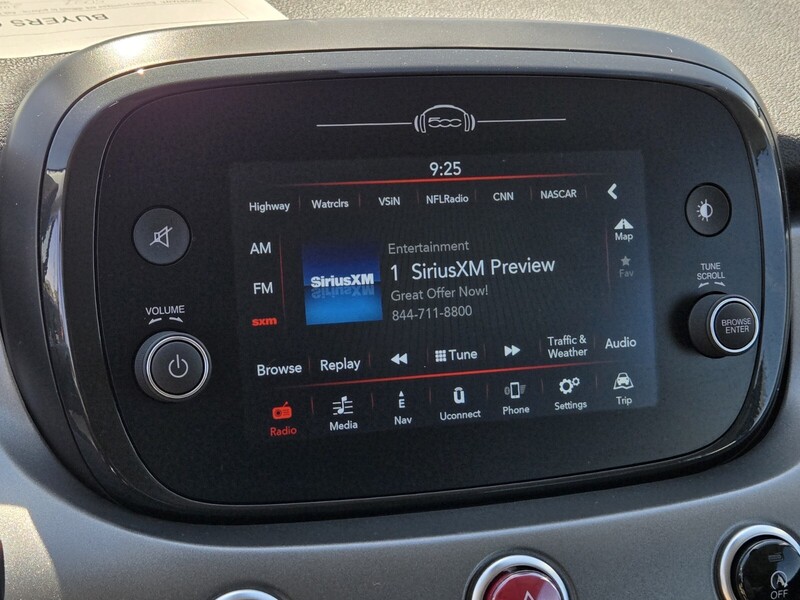 BUYERS
500
9:25
Highway Watrclrs VSiN NFLRadio CNN NASCAR
AM
Entertainment
Map
1 SiriusXM Preview
SiriusXM
Fav
FM
Great Offer Now!
844-711-8800
sxm
TUNE
SCROLL
BROWSE
ENTER
VOLUME
Browse Replay Tune Traffic &
Weather Audio
Radio Media E
Nav Uconnect Phone Settings Trip
OFF